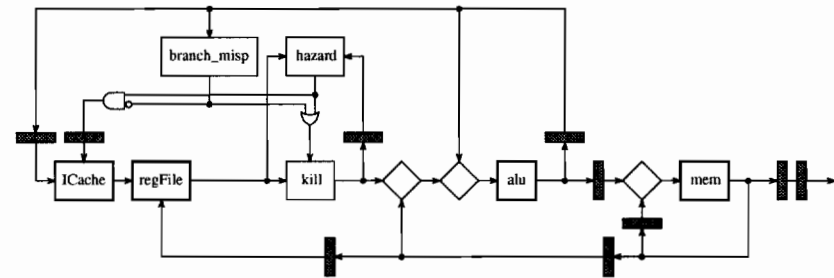 branch_misp
hazard
ICache
regFile
kill
alu
mem